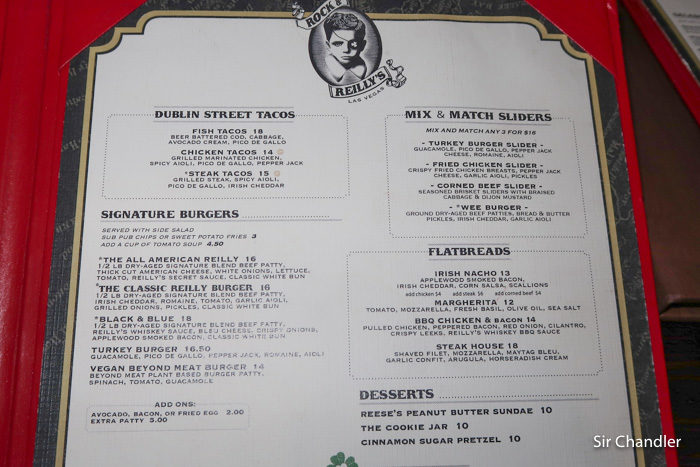 ROCK &
REILLY'S
LAS VEGAS
DUBLIN STREET TACOS
FISH TACOS 18
BEER BATTERED COD, CABBAGE,
AVOCADO CREAM, PICO DE GALLO
CHICKEN TACOS 14
GRILLED MARINATED CHICKEN,
SPICY AIOLI, PICO DE GALLO, PEPPER JACK
*STEAK TACOS 15
GRILLED STEAK, SPICY AIOLI,
PICO DE GALLO, IRISH CHEDDAR
SIGNATURE BURGERS
SERVED WITH SIDE SALAD
SUB PUB CHIPS OR SWEET POTATO FRIES 3
ADD A CUP OF TOMATO SOUP 4.50
*THE ALL AMERICAN REILLY 16
1/2 LB DRY-AGED SIGNATURE BLEND BEEF PATTY,
THICK CUT AMERICAN CHEESE, WHITE ONIONS, LETTUCE,
TOMATO, REILLY'S SECRET SAUCE, CLASSIC WHITE BUN
*THE CLASSIC REILLY BURGER 16
1/2 LB DRY-AGED SIGNATURE BLEND BEEF PATTY,
IRISH CHEDDAR, ROMAINE, TOMATO, GARLIC AIOLI,
GRILLED ONIONS, PICKLES, CLASSIC WHITE BUN
*BLACK & BLUE 18
1/2 LB DRY-AGED SIGNATURE BLEND BEEF PATTY,
REILLY'S WHISKEY SAUCE, BLEU CHEESE, CRISPY ONIONS,
APPLEWOOD SMOKED BACON, CLASSIC WHITE BUN
TURKEY BURGER 16.50
GUACAMOLE, PICO DE GALLO, PEPPER JACK, ROMAINE, AIOLI
VEGAN BEYOND MEAT BURGER 14
BEYOND MEAT PLANT BASED BURGER PATTY,
SPINACH, TOMATO, GUACAMOLE
ADD ONS:
AVOCADO, BACON, OR FRIED EGG 2.00
EXTRA PATTY 5.00
MIX & MATCH SLIDERS
MIX AND MATCH ANY 3 FOR $16
- TURKEY BURGER SLIDER -
GUACAMOLE, PICO DE GALLO, PEPPER JACK
CHEESE, ROMAINE, AIOLI
- FRIED CHICKEN SLIDER -
CRISPY FRIED CHICKEN BREASTS, PEPPER JACK
CHEESE, GARLIC AIOLI, PICKLES
- CORNED BEEF SLIDER -
SEASONED BRISKET SLIDERS WITH BRAISED
CABBAGE & DIJON MUSTARD
- *WEE BURGER -
GROUND DRY-AGED BEEF PATTIES, BREAD & BUTTER
PICKLES, IRISH CHEDDAR, GARLIC AIOLI
FLATBREADS
IRISH NACHO 13
APPLEWOOD SMOKED BACON,
IRISH CHEDDAR, CORN SALSA, SCALLIONS
add chicken $4 add steak $6 add corned beef $4
MARGHERITA 12
TOMATO, MOZZARELLA, FRESH BASIL, OLIVE OIL, SEA SALT
BBQ CHICKEN & BACON 15
PULLED CHICKEN, PEPPERED BACON, RED ONION, CILANTRO,
CRISPY LEEKS, REILLY'S WHISKEY BBQ SAUCE
STEAK HOUSE 18
SHAVED FILET, MOZZARELLA, MAYTAG BLEU,
GARLIC CONFIT, ARUGULA, HORSERADISH CREAM
DESSERTS
REESE'S PEANUT BUTTER SUNDAE 10
THE COOKIE JAR 10
CINNAMON SUGAR PRETZEL 10
Sir Chandler